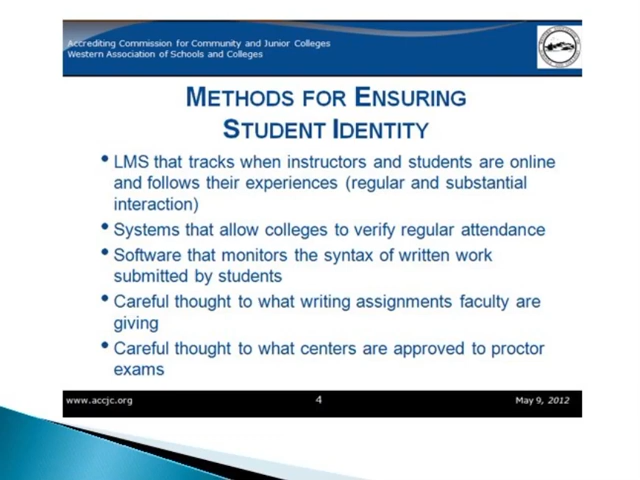 Accrediting Commission for Community and Junior Colleges
Western Association of Schools and Colleges
METHODS FOR ENSURING
STUDENT IDENTITY
• LMS that tracks when instructors and students are online
and follows their experiences (regular and substantial
interaction)
• Systems that allow colleges to verify regular attendance
• Software that monitors the syntax of written work
submitted by students
• Careful thought to what writing assignments faculty are
giving
• Careful thought to what centers are approved to proctor
exams
www.accjc.org 4 May 9, 2012